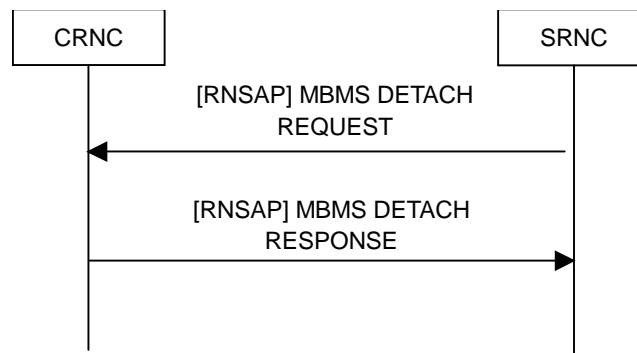 CRNC
SRNC
[RNSAP] MBMS DETACH
REQUEST
[RNSAP] MBMS DETACH
RESPONSE